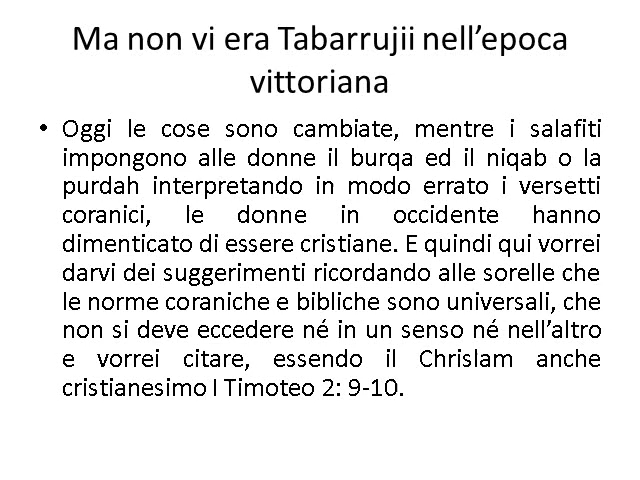 Ma non vi era Tabarrujii nell’epoca
vittoriana
• Oggi le cose sono cambiate, mentre i salafiti
impongono alle donne il burqa ed il niqab o la
purdah interpretando in modo errato i versetti
coranici, le donne in occidente hanno
dimenticato di essere cristiane. E quindi qui vorrei
darvi dei suggerimenti ricordando alle sorelle che
le norme coraniche e bibliche sono universali, che
non si deve eccedere né in un senso né nell’altro
e vorrei citare, essendo il Chrislam anche
cristianesimo I Timoteo 2: 9-10.